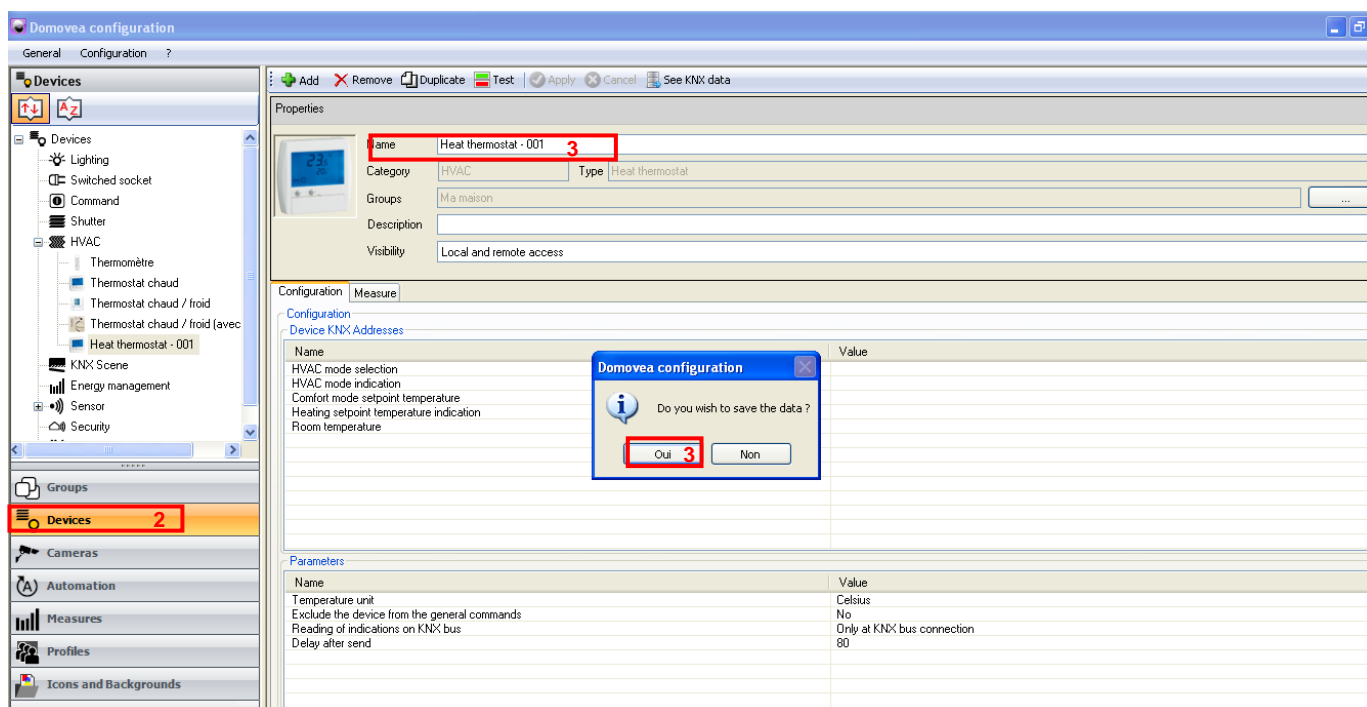 Domovea configuration
General Configuration ?
Devices
Add Remove Duplicate Test Apply Cancel See KNX data
Properties
Devices
Lighting
Switched socket
Command
Shutter
HVAC
Thermomètre
Thermostat chaud
Thermostat chaud / froid
Thermostat chaud / froid (avec
Heat thermostat - 001
KNX Scene
Energy management
Sensor
Security
Groups
Devices 2
Cameras
Automation
Measures
Profiles
Icons and Backgrounds
Name Heat thermostat - 001 3
Category HVAC Type Heat thermostat
Groups Ma maison ...
Description
Visibility Local and remote access
Configuration Measure
Configuration
Device KNX Addresses
Name Value
HVAC mode selection
HVAC mode indication
Comfort mode setpoint temperature
Heating setpoint temperature indication
Room temperature
Domovea configuration
Do you wish to save the data ?
Oui 3 Non
Parameters
Name Value
Temperature unit Celsius
Exclude the device from the general commands No
Reading of indications on KNX bus Only at KNX bus connection
Delay after send 80